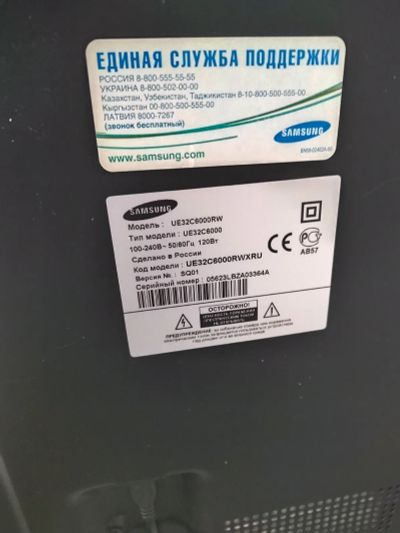 ЕДИНАЯ СЛУЖБА ПОДДЕРЖКИ
РОССИЯ 8-800-555-55-55
УКРАИНА 8-800-502-00-00
Казахстан, Узбекистан, Таджикистан 8-10-800-500-555-00
Кыргызстан 00-800-500-555-00
ЛАТВИЯ 8000-7267
(звонок бесплатный)
SAMSUNG
www.samsung.com
SAMSUNG
Модель : UE32C6000RW
Тип модели : UE32C6000
100-240В~ 50/60Гц 120Вт
Сделано в России
Код модели : UE32C6000RWXRU
Версия № : SQ01
Серийный номер : 05623LBZA03364A
CE
АВ57
ОСТОРОЖНО!
НЕ ОТКРЫВАТЬ